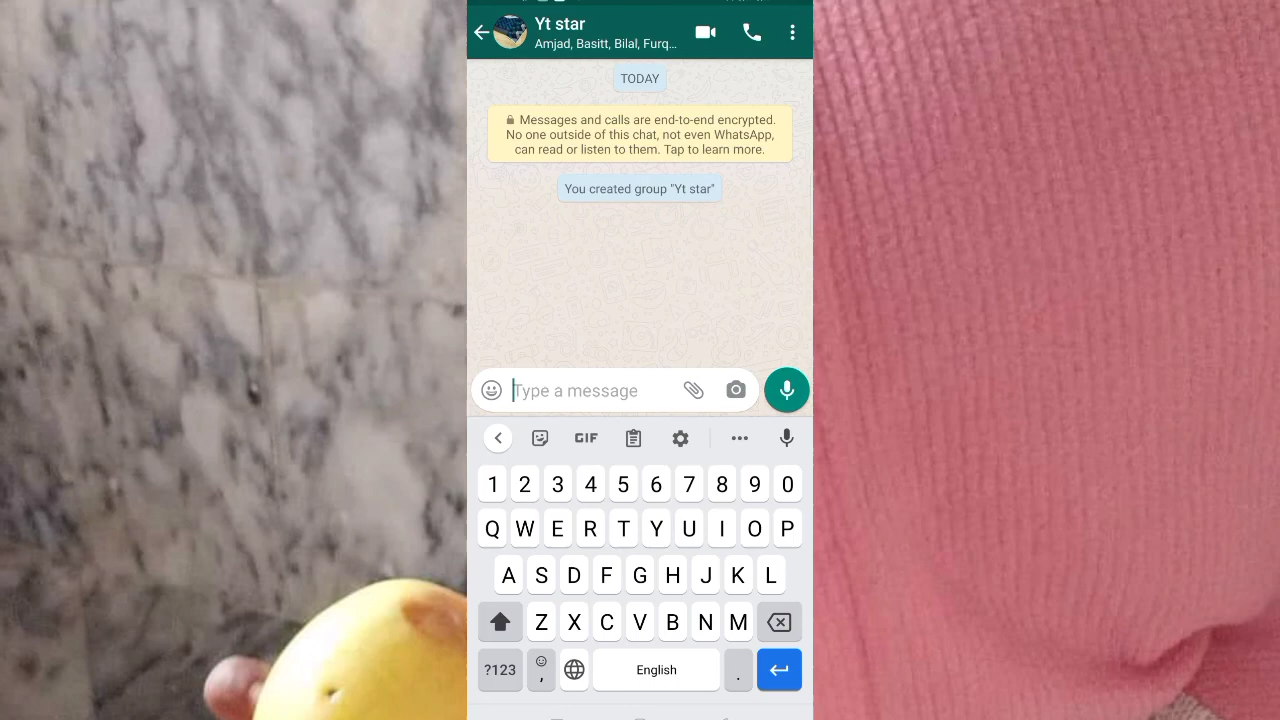 Yt star
Amjad, Basitt, Bilal, Furq...
TODAY
Messages and calls are end-to-end encrypted.
No one outside of this chat, not even WhatsApp,
can read or listen to them. Tap to learn more.
You created group "Yt star"
Type a message
GIF
1 2 3 4 5 6 7 8 9 0
Q W E R T Y U I O P
A S D F G H J K L
Z X C V B N M
?123 , English .